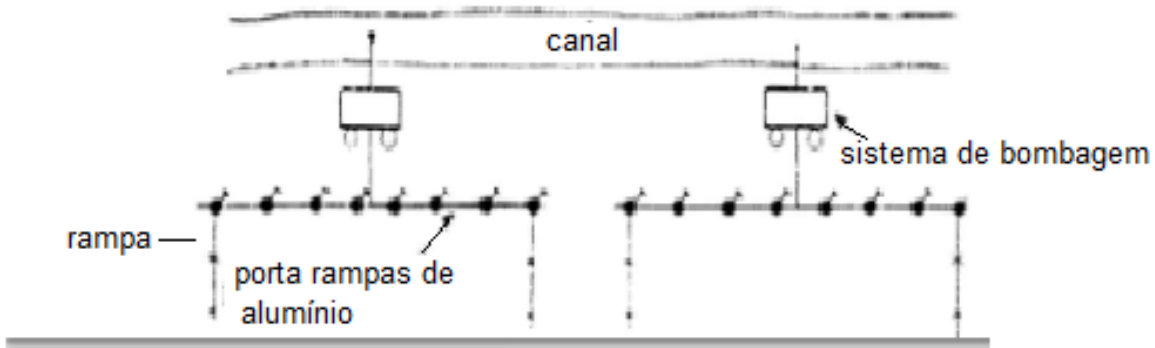 canal
sistema de bombagem
rampa
porta rampas de
alumínio